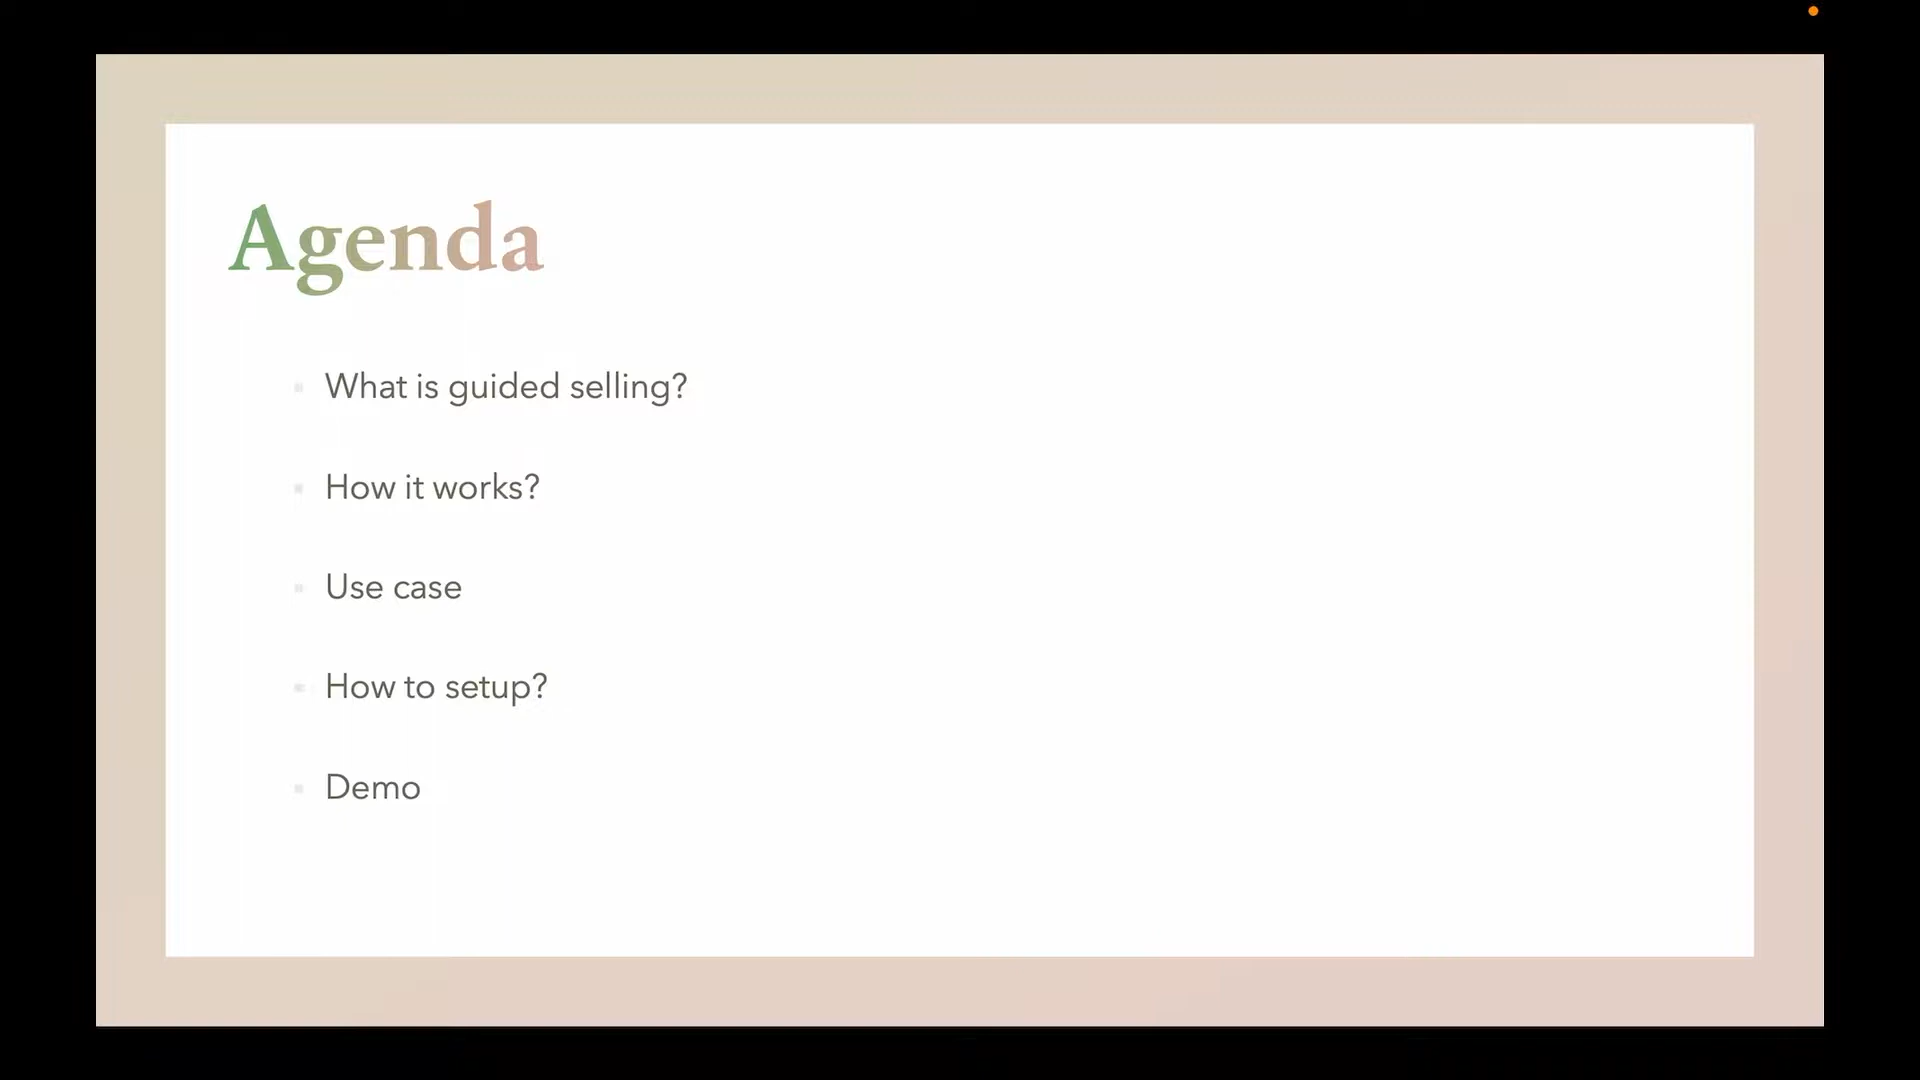 Agenda
What is guided selling?
How it works?
Use case
How to setup?
Demo